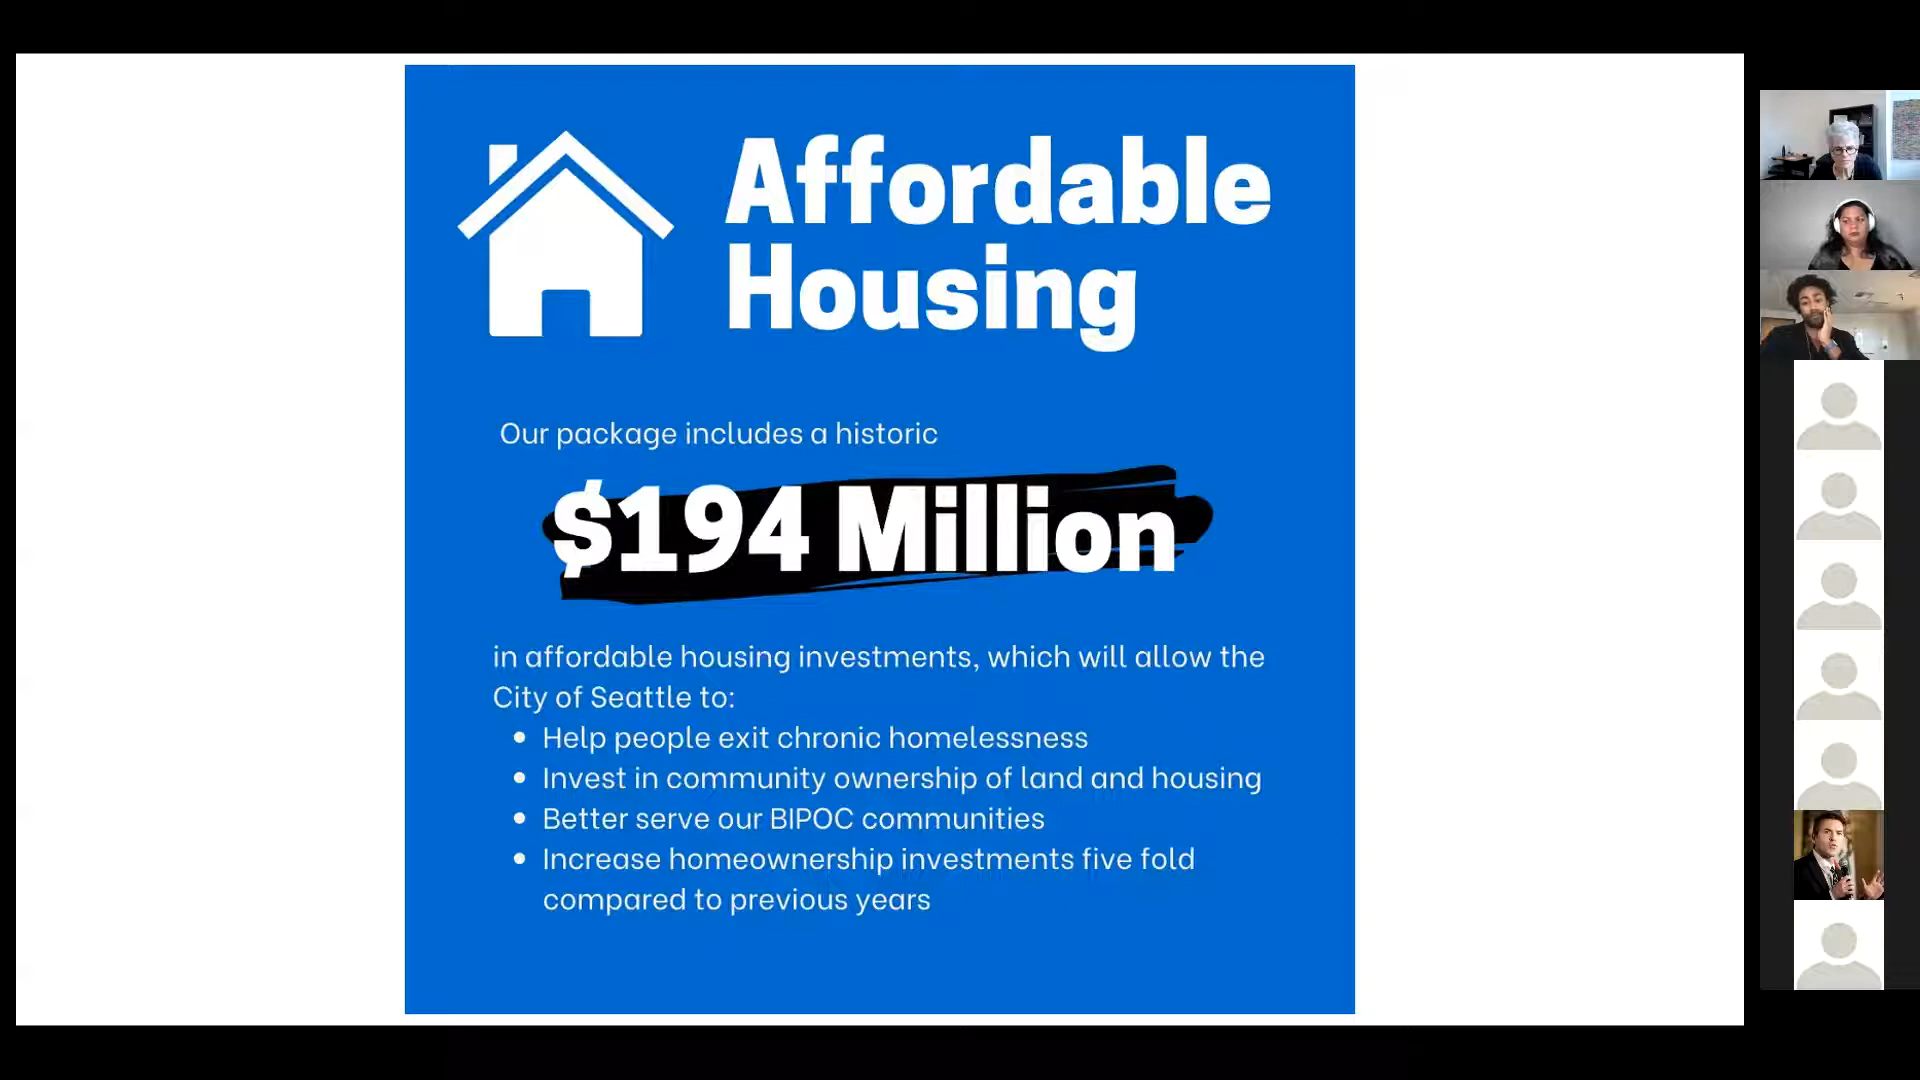 Affordable
Housing
Our package includes a historic
$194 Million
in affordable housing investments, which will allow the
City of Seattle to:
• Help people exit chronic homelessness
• Invest in community ownership of land and housing
• Better serve our BIPOC communities
• Increase homeownership investments five fold
compared to previous years